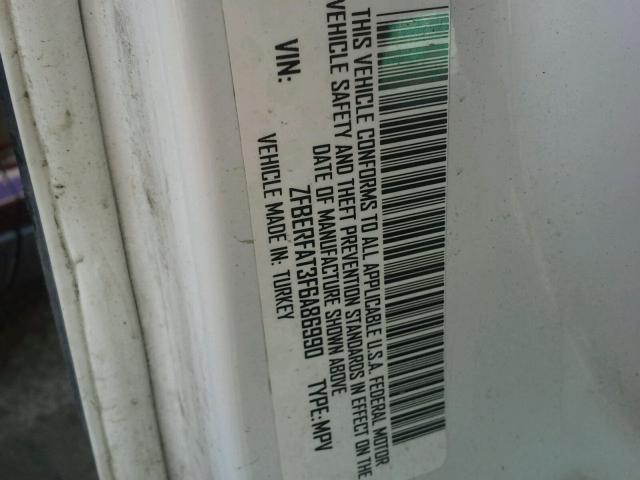 THIS VEHICLE CONFORMS TO ALL APPLICABLE U.S.A. FEDERAL MOTOR
VEHICLE SAFETY AND THEFT PREVENTION STANDARDS IN EFFECT ON THE
DATE OF MANUFACTURE SHOWN ABOVE
VIN: ZFBERFAT3F6A86990 TYPE: MPV
VEHICLE MADE IN: TURKEY